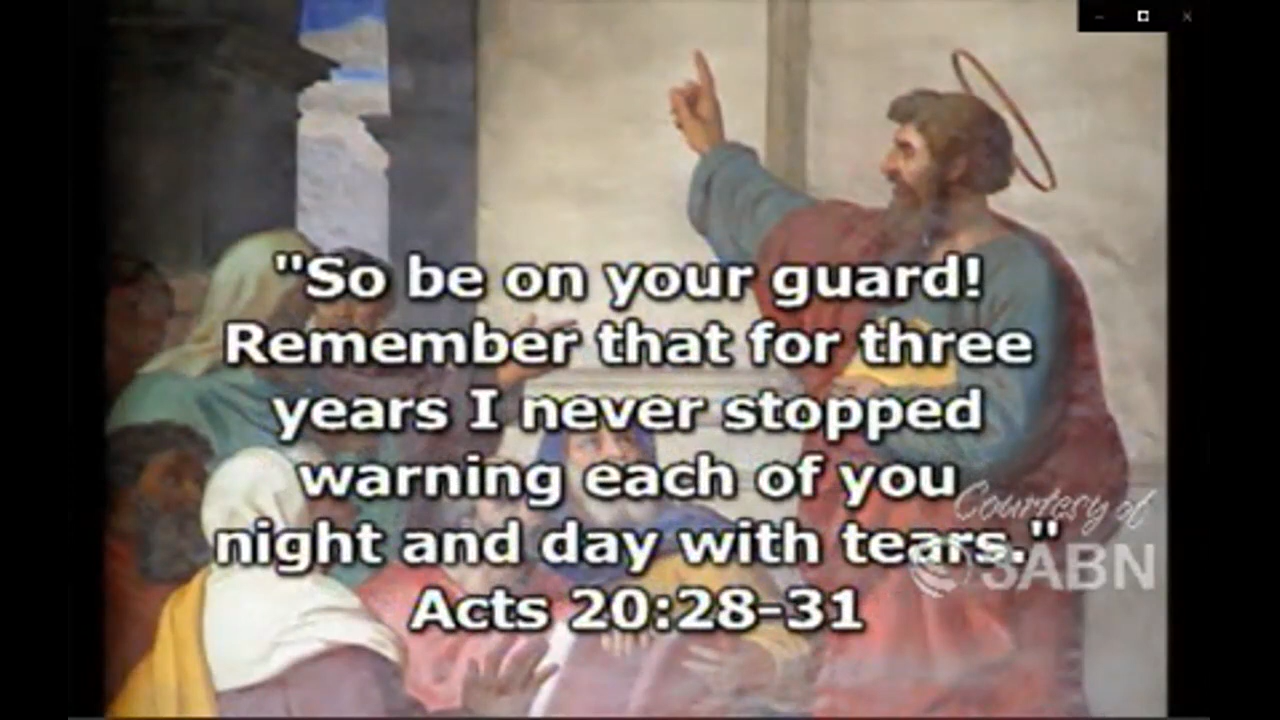 "So be on your guard!
Remember that for three
years I never stopped
warning each of you
night and day with tears."
Acts 20:28-31
Courtesy of
3ABN